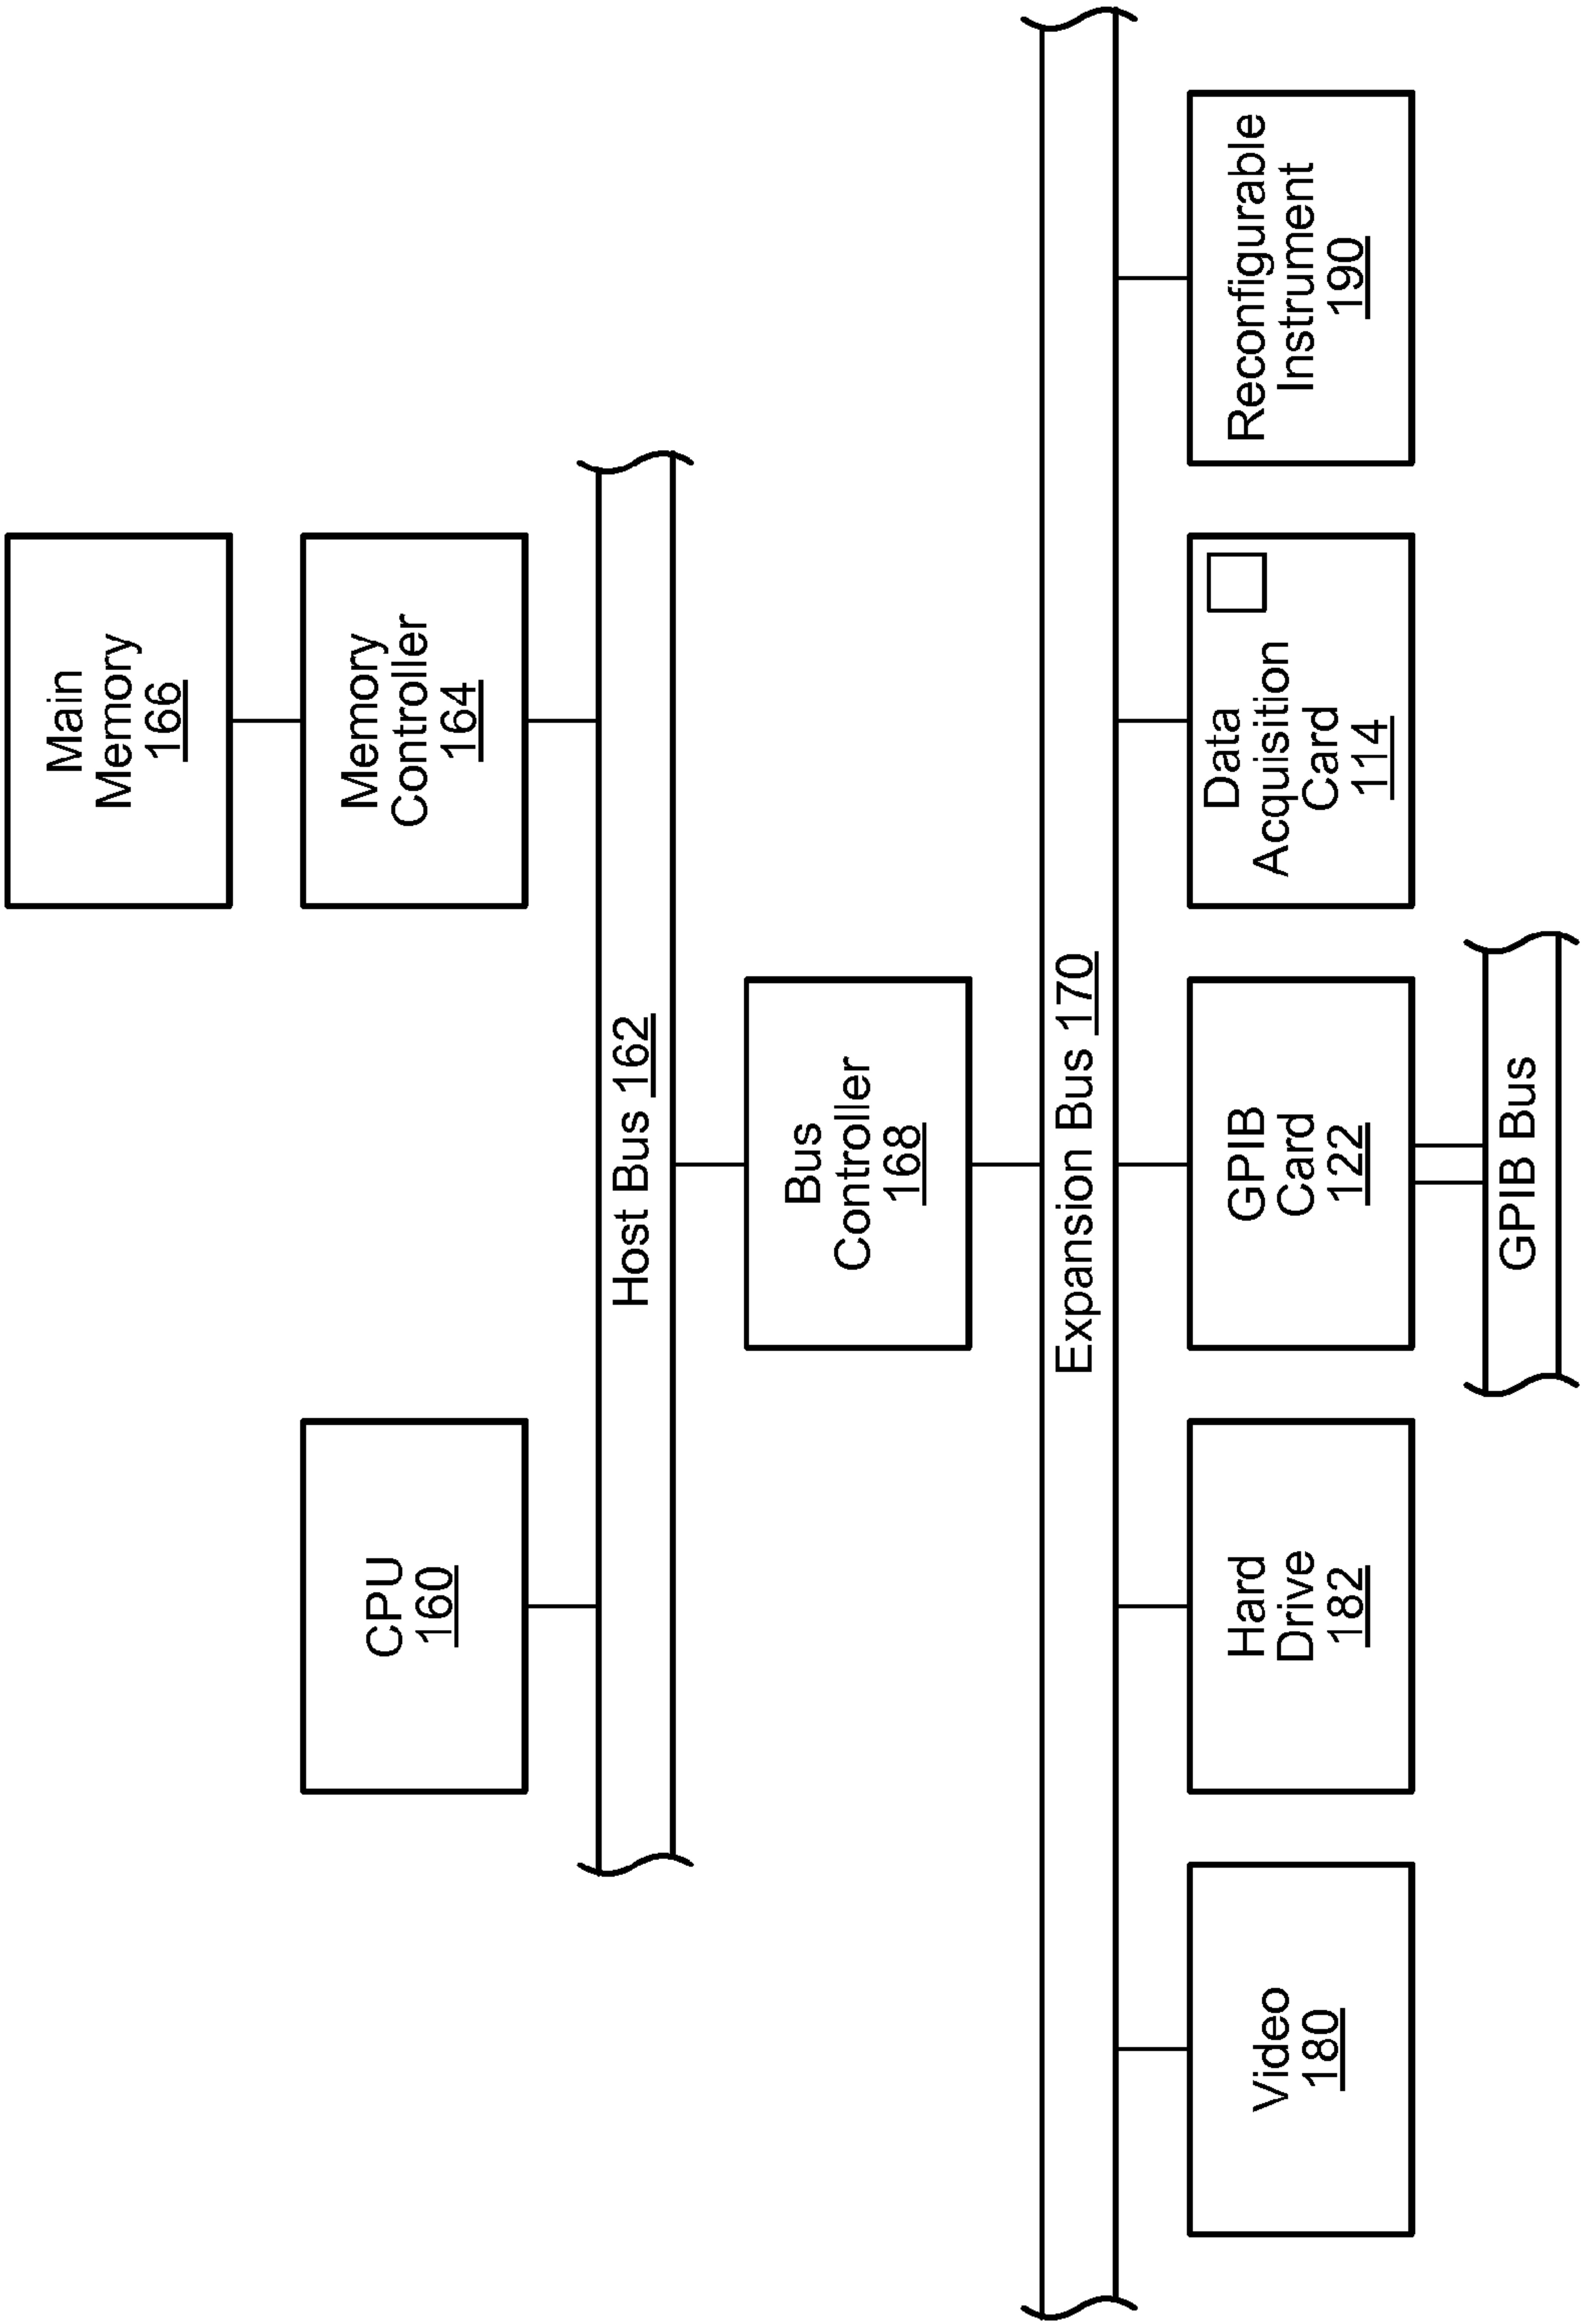 CPU
160
Main
Memory
166
Memory
Controller
164
Host Bus 162
Bus
Controller
168
Expansion Bus 170
Video
180
Hard
Drive
182
GPIB
Card
122
Data
Acquisition
Card
114
Reconfigurable
Instrument
190
GPIB Bus